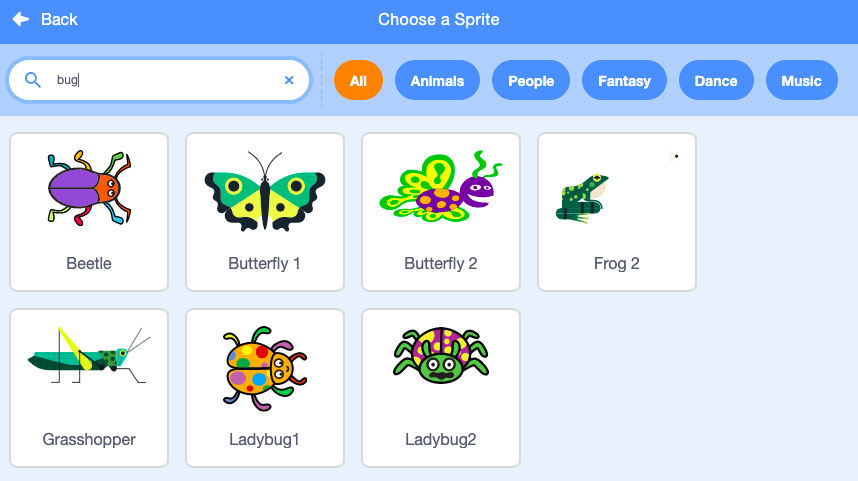 Back
Choose a Sprite
bug
All
Animals
People
Fantasy
Dance
Music
Beetle
Butterfly 1
Butterfly 2
Frog 2
Grasshopper
Ladybug1
Ladybug2